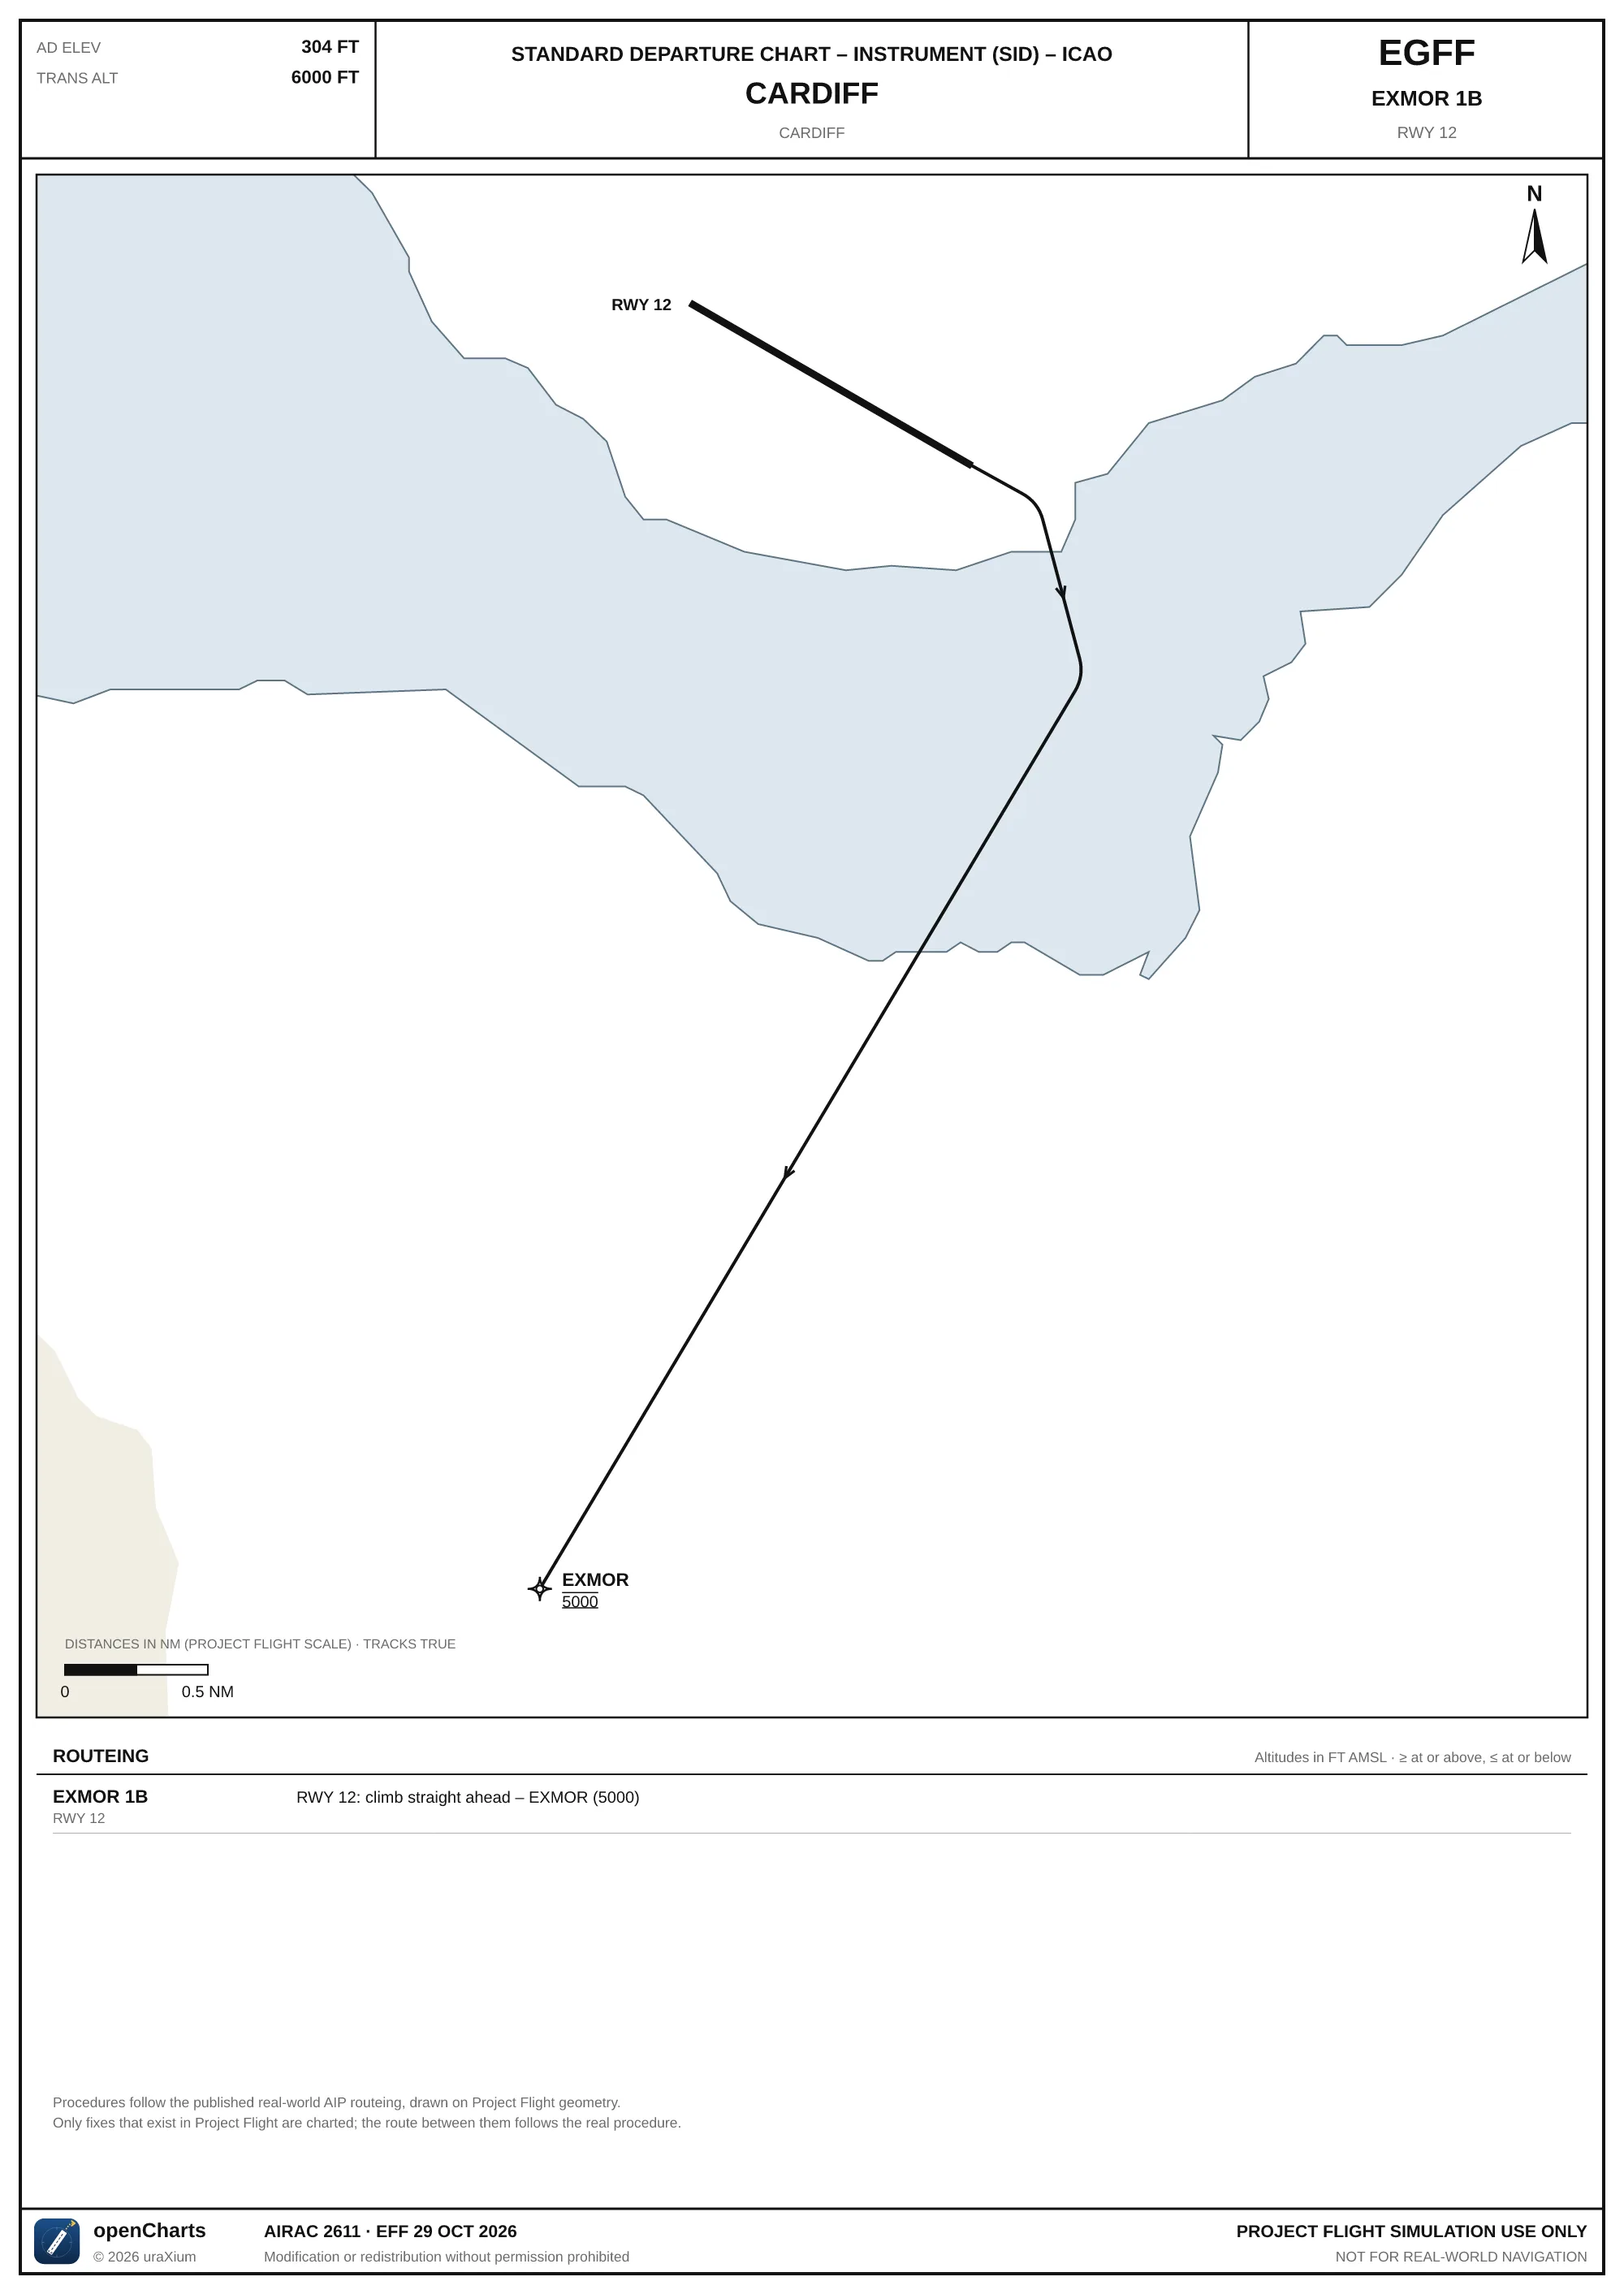 AD ELEV 304 FT
TRANS ALT 6000 FT
STANDARD DEPARTURE CHART – INSTRUMENT (SID) – ICAO
CARDIFF
CARDIFF
EGFF
EXMOR 1B
RWY 12
N
RWY 12
EXMOR
5000
DISTANCES IN NM (PROJECT FLIGHT SCALE) · TRACKS TRUE
0 0.5 NM
ROUTEING Altitudes in FT AMSL · ≥ at or above, ≤ at or below
EXMOR 1B RWY 12: climb straight ahead – EXMOR (5000)
RWY 12
Procedures follow the published real-world AIP routeing, drawn on Project Flight geometry.
Only fixes that exist in Project Flight are charted; the route between them follows the real procedure.
openCharts
© 2026 uraXium
AIRAC 2611 · EFF 29 OCT 2026
Modification or redistribution without permission prohibited
PROJECT FLIGHT SIMULATION USE ONLY
NOT FOR REAL-WORLD NAVIGATION